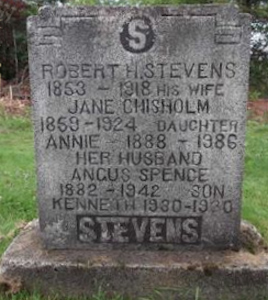 S
ROBERT H. STEVENS
1853 - 1918 HIS WIFE
JANE CHISHOLM
1859 - 1924 DAUGHTER
ANNIE - 1888 - 1986
HER HUSBAND
ANGUS SPENCE
1882 - 1942 SON
KENNETH 1930-1930
STEVENS